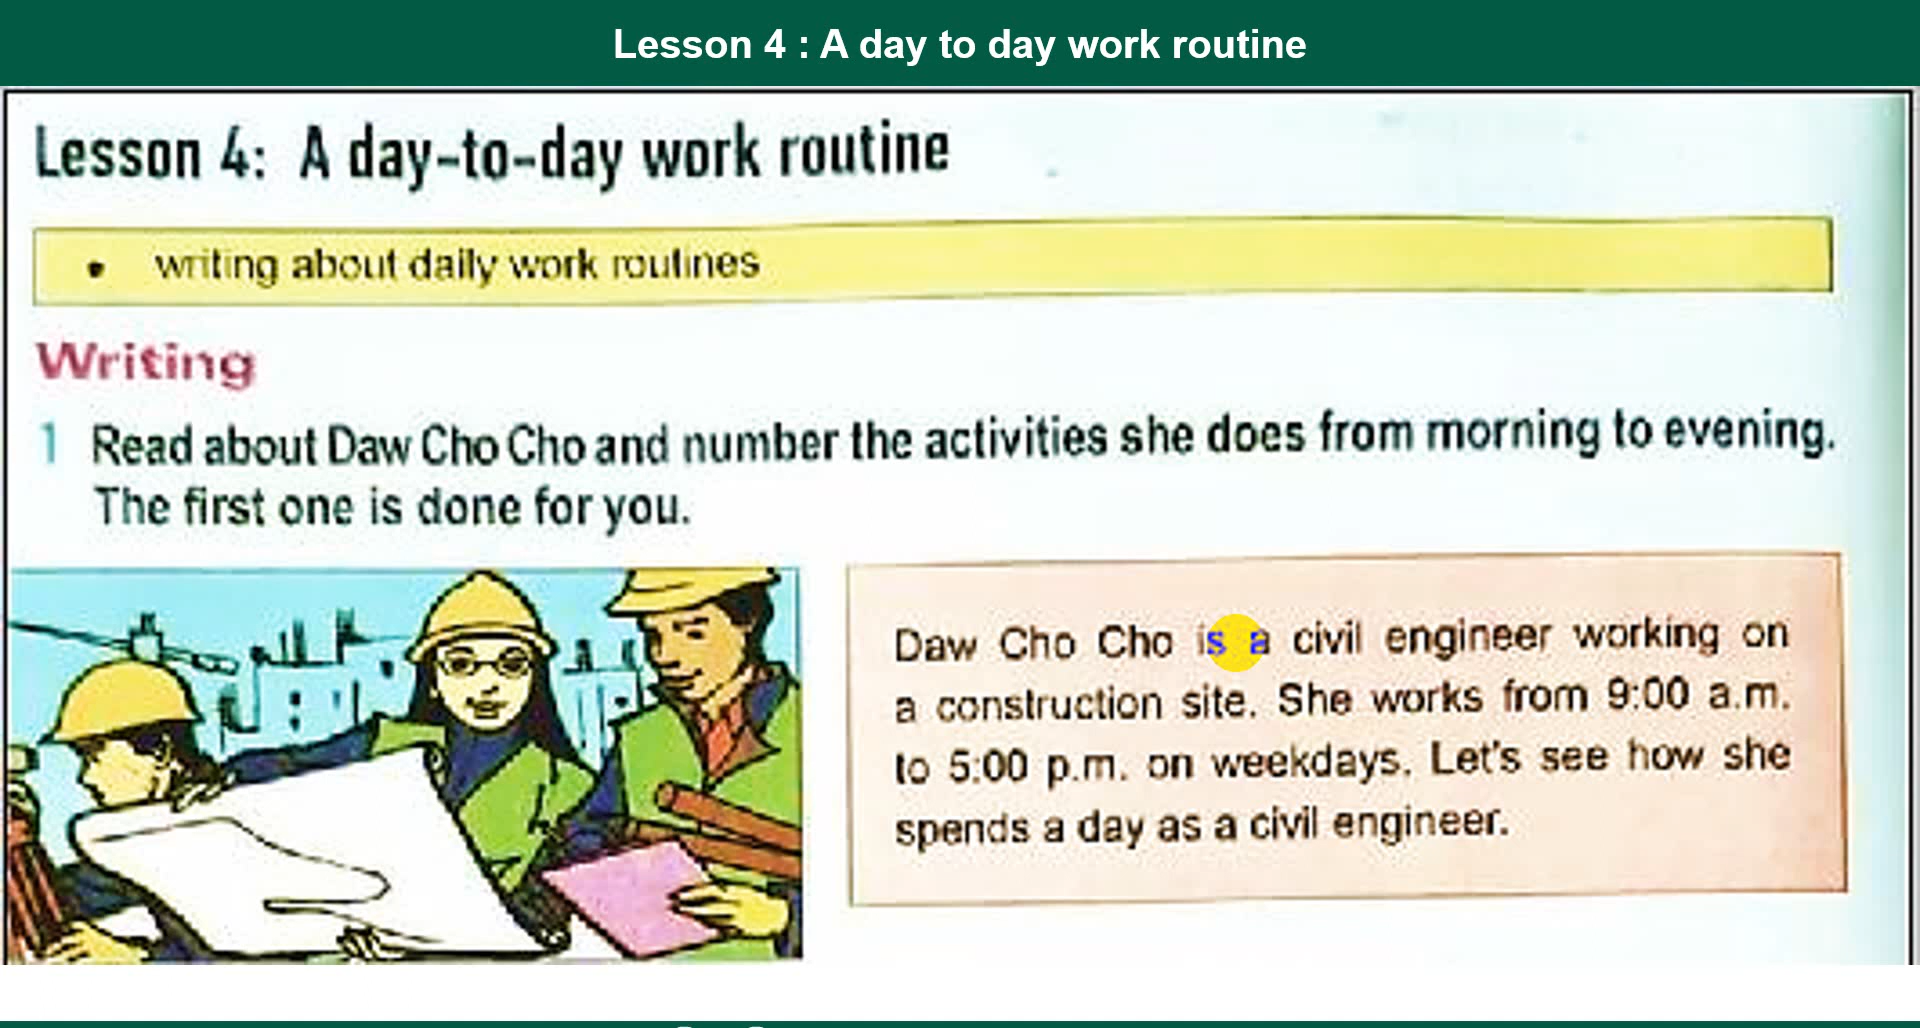 Lesson 4 : A day to day work routine
Lesson 4: A day-to-day work routine
• writing about daily work routines
Writing
1 Read about Daw Cho Cho and number the activities she does from morning to evening.
The first one is done for you.
Daw Cho Cho is a civil engineer working on
a construction site. She works from 9:00 a.m.
to 5:00 p.m. on weekdays. Let's see how she
spends a day as a civil engineer.